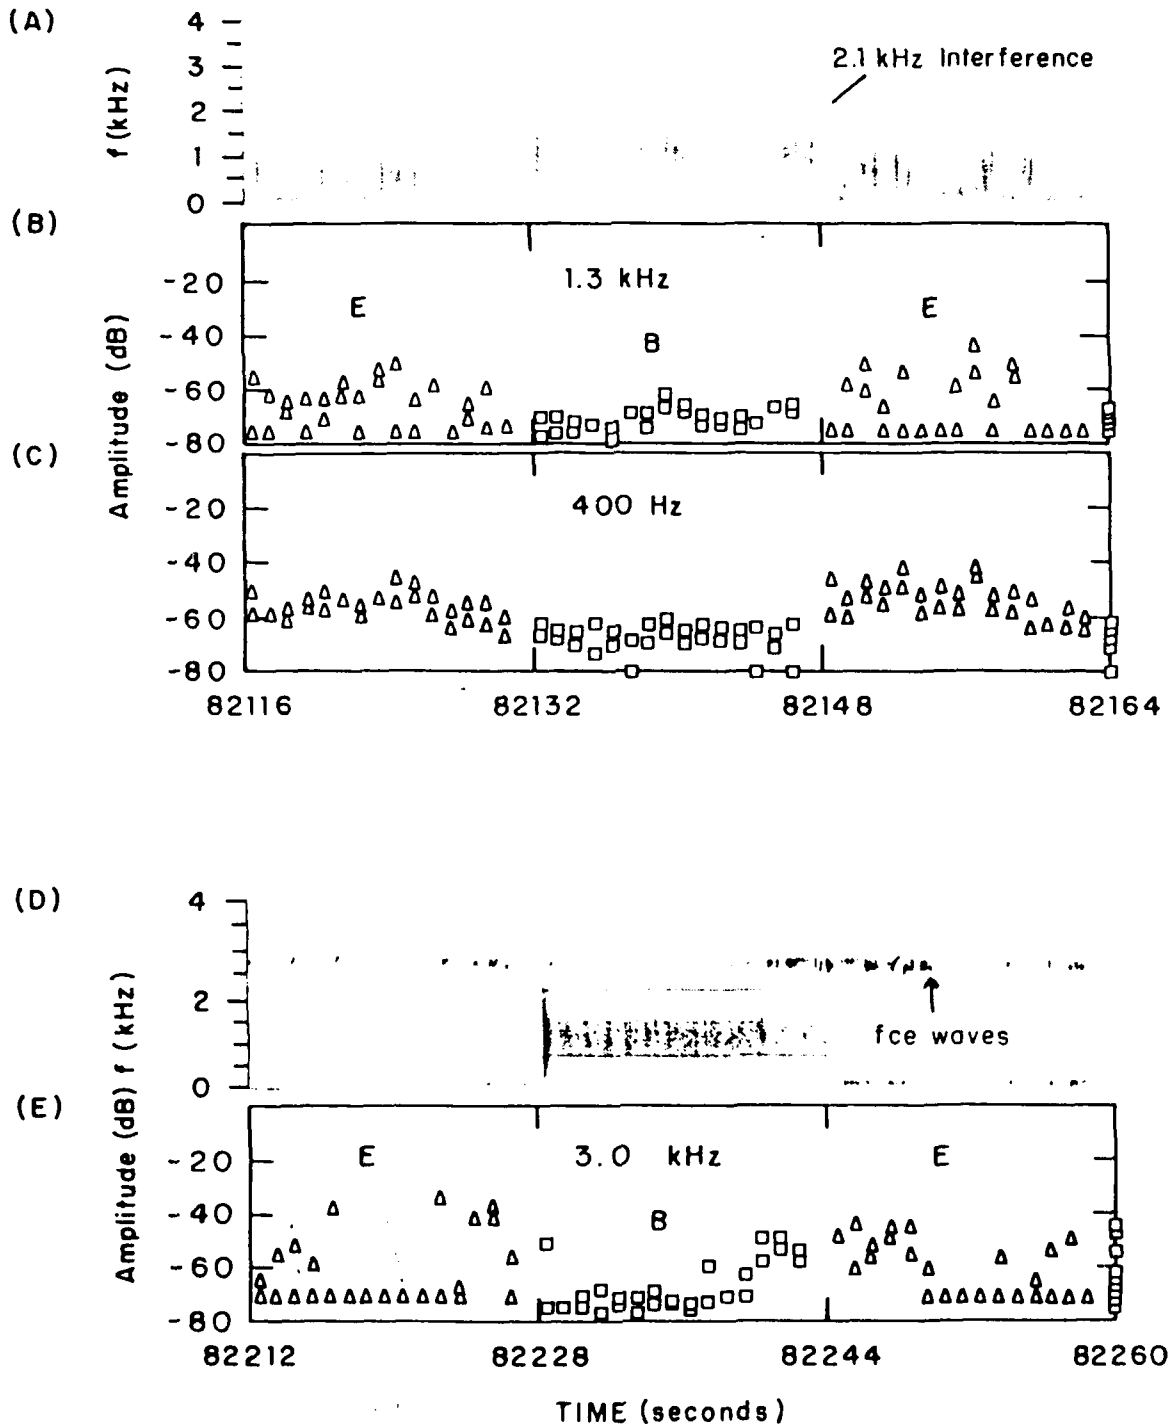 (A)
4
3
2
1
0
f (kHz)
2.1 kHz Interference
(B)
-20
-40
-60
-80
1.3 kHz
E
B
E
Amplitude (dB)
(C)
-20
-40
-60
-80
400 Hz
82116 82132 82148 82164
(D)
4
2
0
f (kHz)
fce waves
(E)
-20
-40
-60
-80
Amplitude (dB)
E
3.0 kHz
B
E
82212 82228 82244 82260
TIME (seconds)